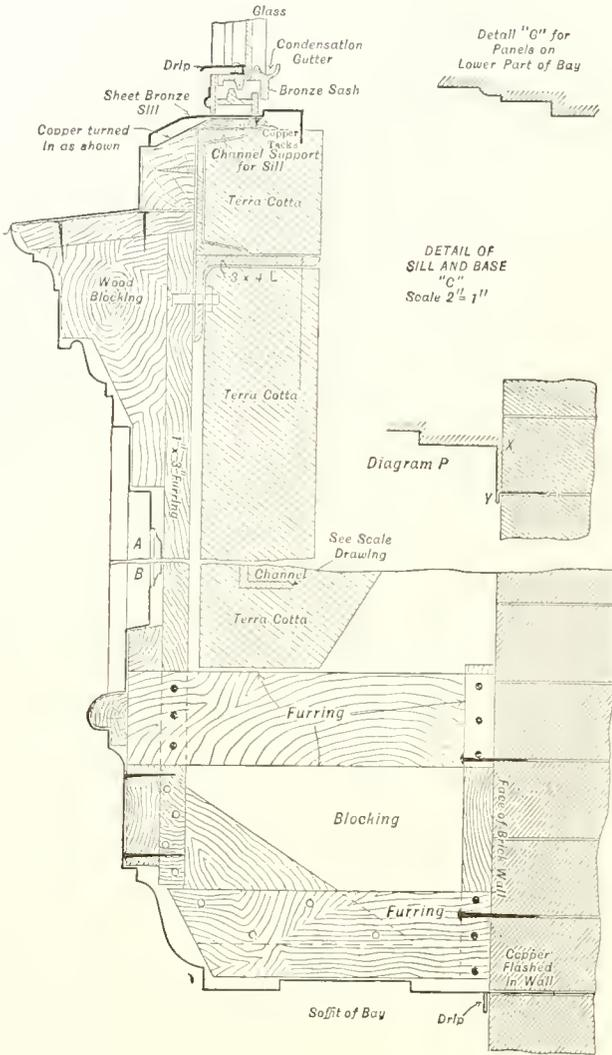 Glass
Detail "G" for
Panels on
Lower Part of Bay
Condensation
Gutter
Drip
Bronze Sash
Sheet Bronze
Sill
Copper turned
in as shown
Copper
Tacks
Channel Support
for Sill
Terra Cotta
DETAIL OF
SILL AND BASE
"C"
Scale 2"= 1"
Wood
Blocking
3 x 4 L
Terra Cotta
1" x 3" Furring
Diagram P
X
Y
A
B
See Scale
Drawing
Channel
Terra Cotta
Furring
Face of Brick Wall
Blocking
Furring
Copper
Flashed
in Wall
Soffit of Bay
Drip